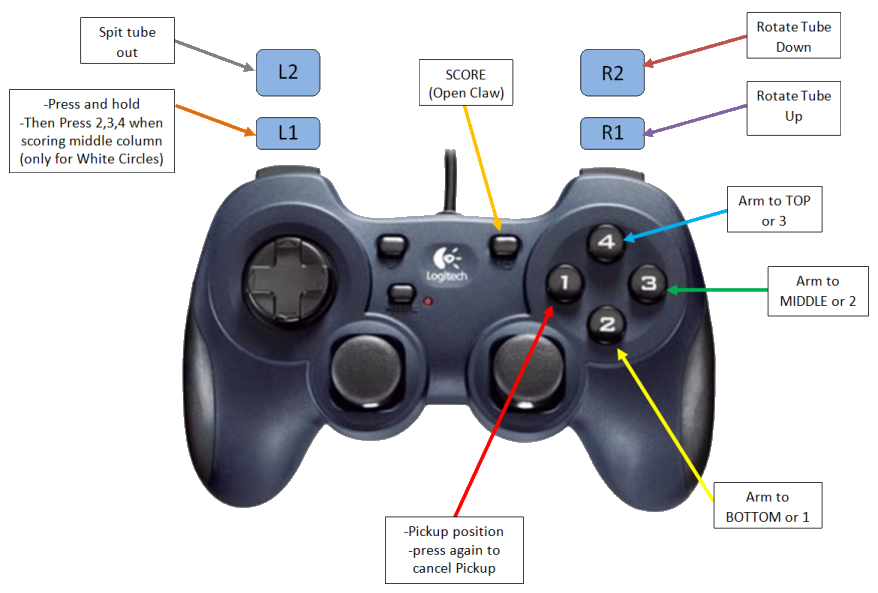 Spit tube
out
L2
R2
Rotate Tube
Down
SCORE
(Open Claw)
-Press and hold
-Then Press 2,3,4 when
scoring middle column
(only for White Circles)
L1
R1
Rotate Tube
Up
Arm to TOP
or 3
4
Logitech
1
3
Arm to
MIDDLE or 2
2
Arm to
BOTTOM or 1
-Pickup position
-press again to
cancel Pickup